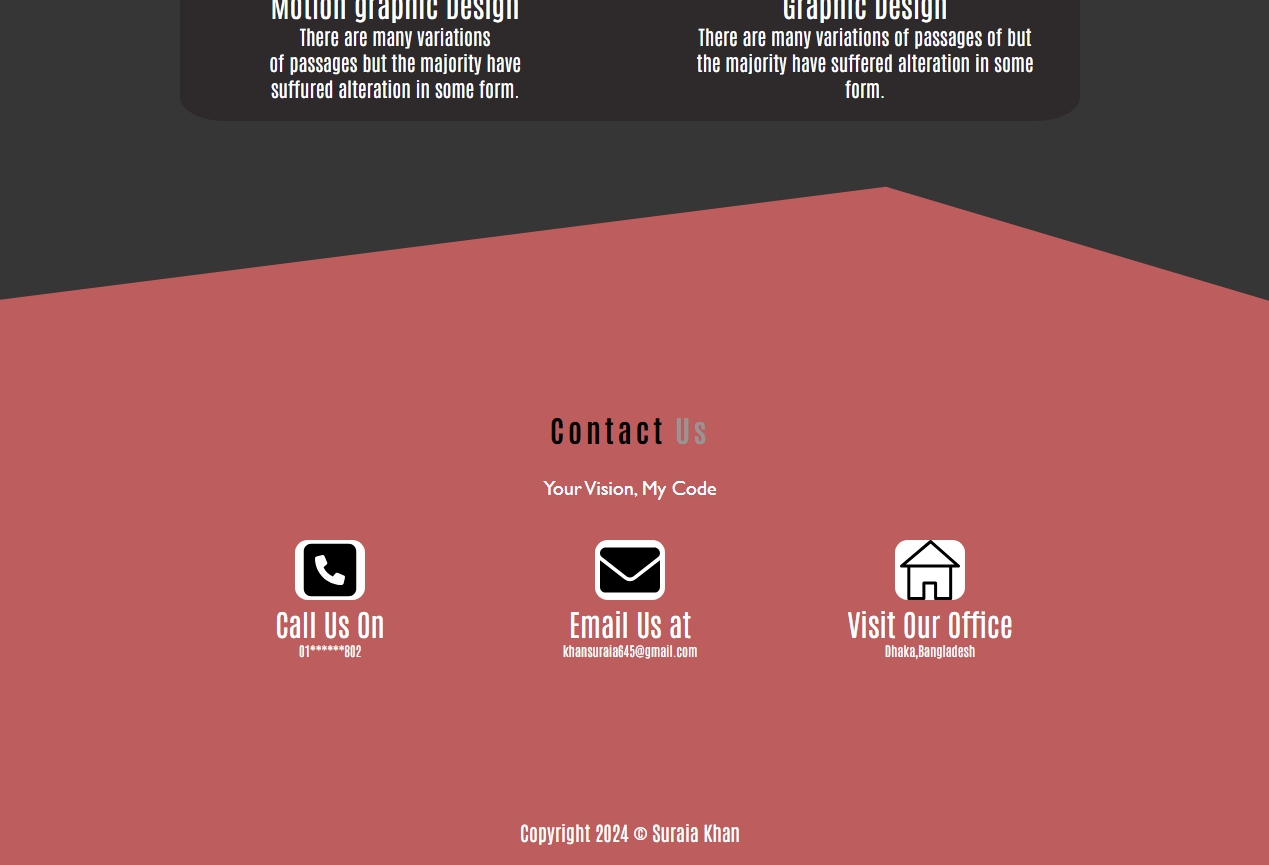 Motion graphic Design
There are many variations
of passages but the majority have
suffured alteration in some form.
Graphic Design
There are many variations of passages of but
the majority have suffered alteration in some
form.
Contact Us
Your Vision, My Code
Call Us On
01******802
Email Us at
khansuraia645@gmail.com
Visit Our Office
Dhaka,Bangladesh
Copyright 2024 © Suraia Khan